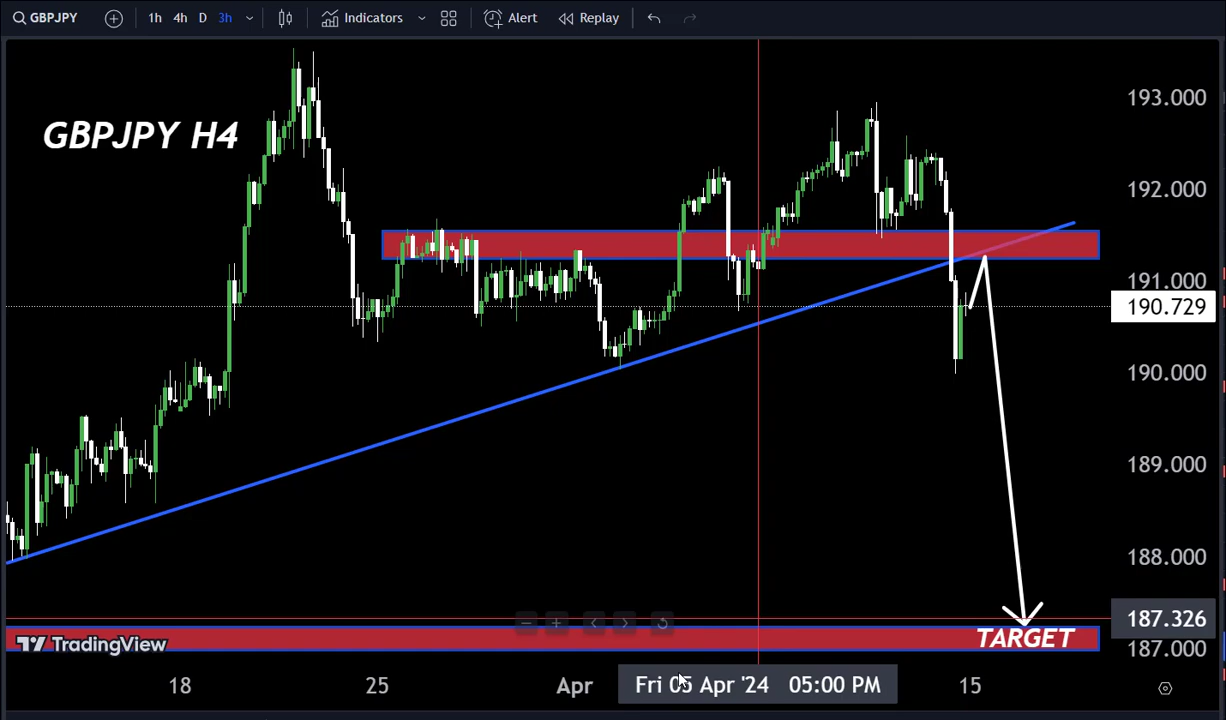 GBPJPY 1h 4h D 3h Indicators Alert Replay
GBPJPY H4
193.000
192.000
191.000
190.729
190.000
189.000
188.000
187.326
TARGET
187.000
TradingView
18 25 Apr Fri 05 Apr '24 05:00 PM 15